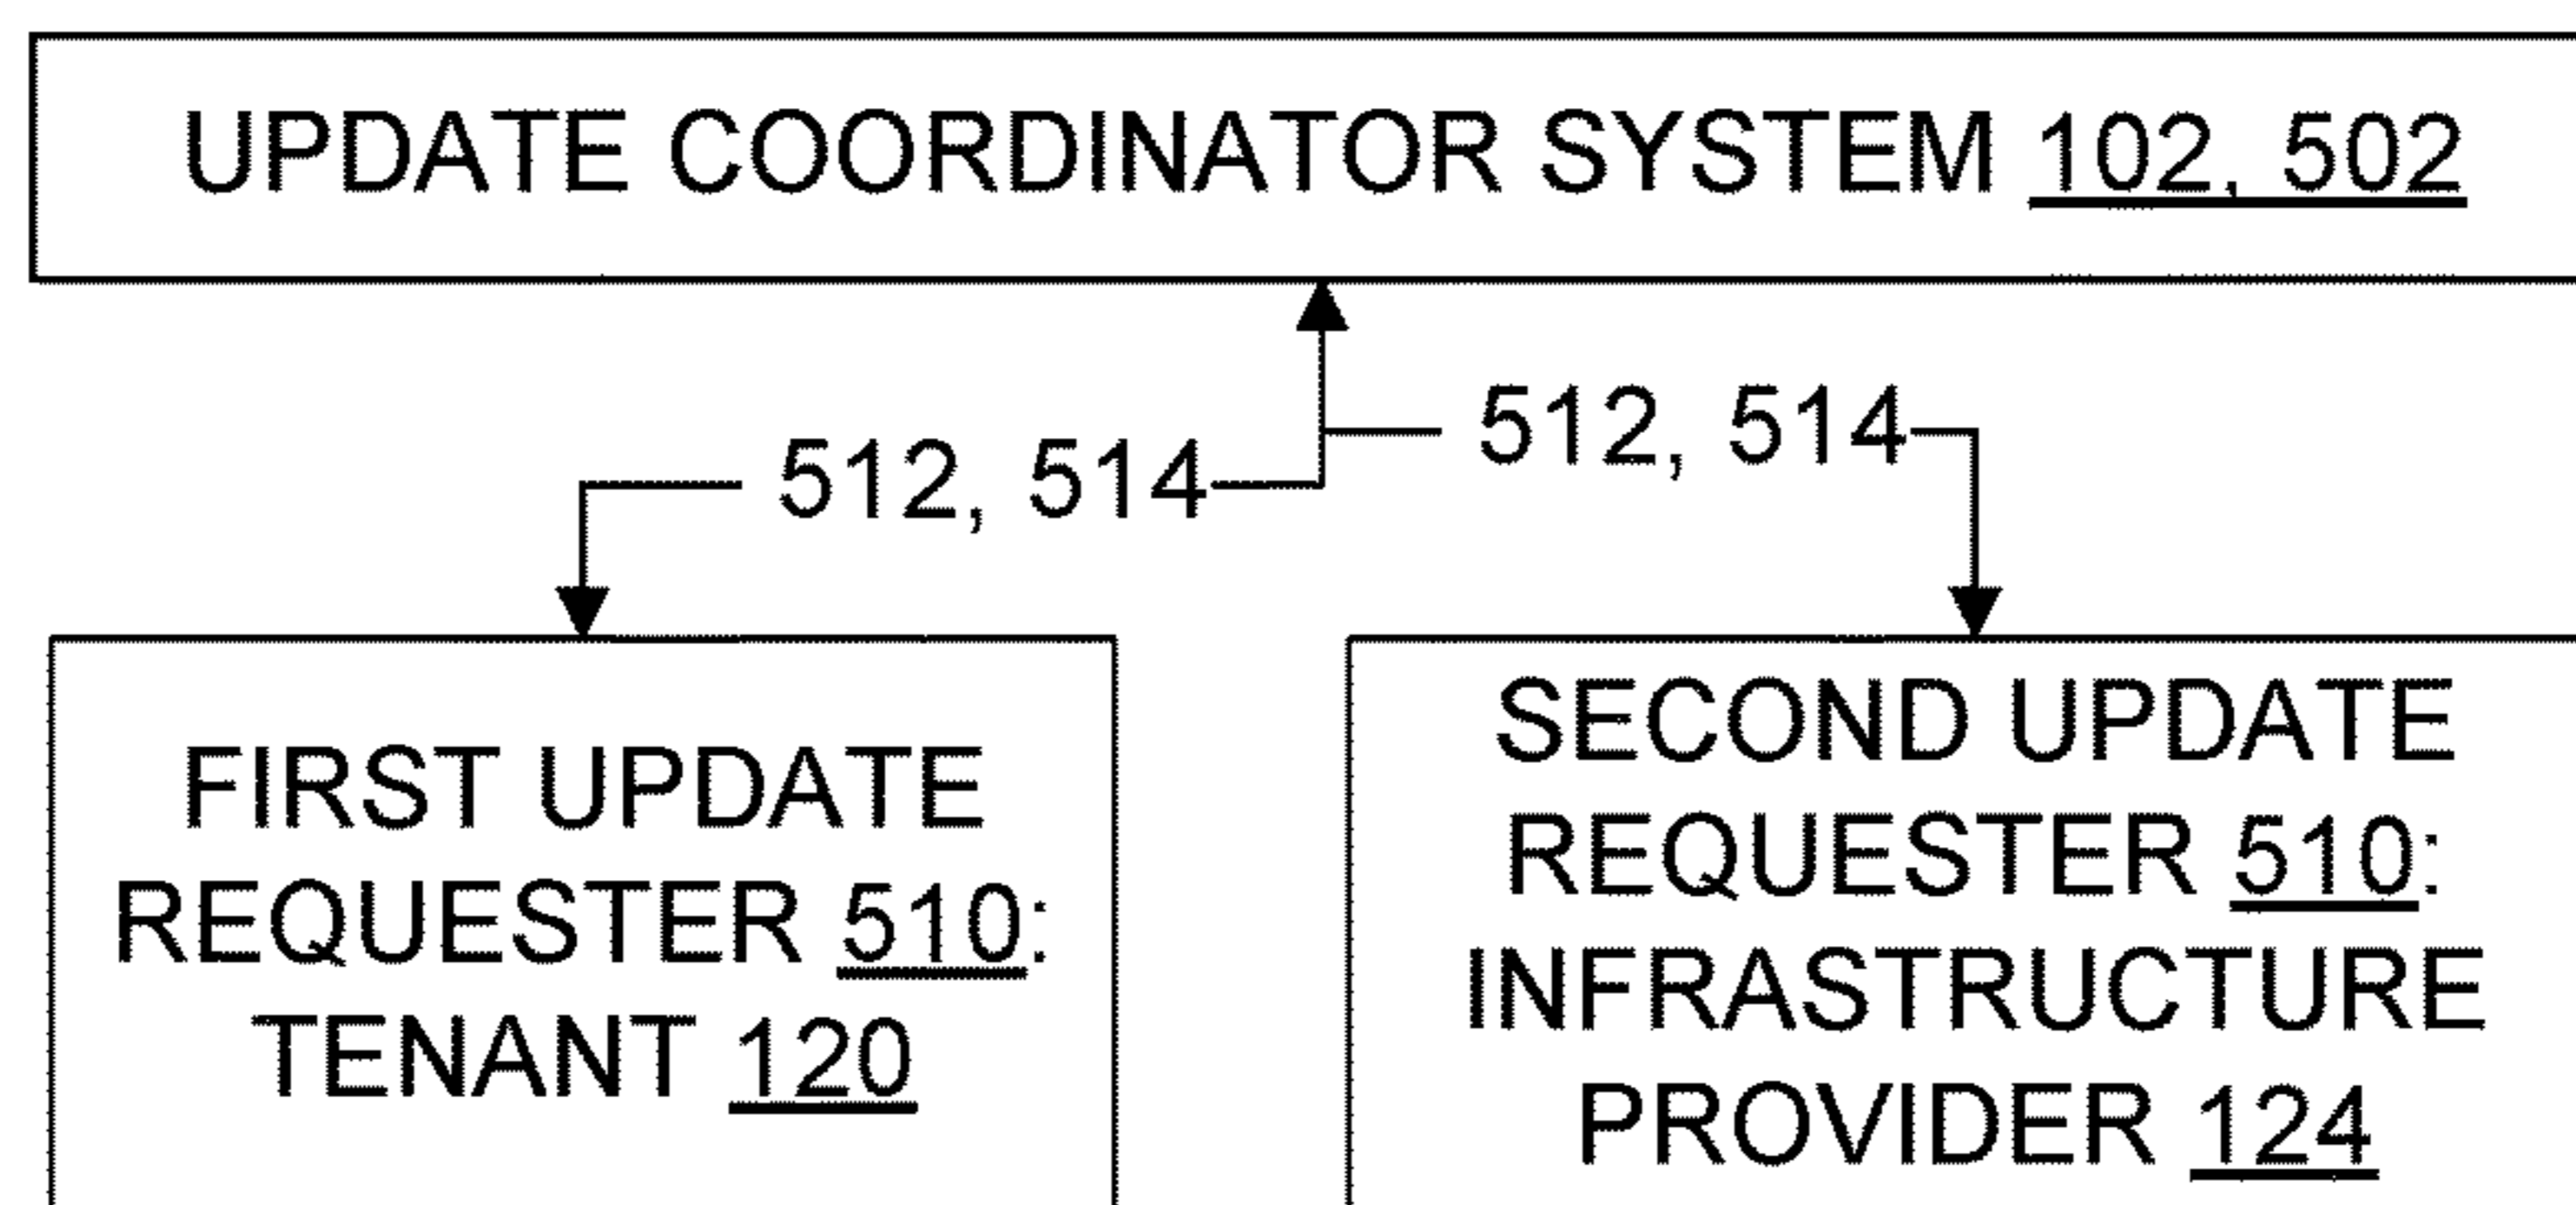 UPDATE COORDINATOR SYSTEM 102, 502
512, 514
512, 514
FIRST UPDATE
REQUESTER 510:
TENANT 120
SECOND UPDATE
REQUESTER 510:
INFRASTRUCTURE
PROVIDER 124